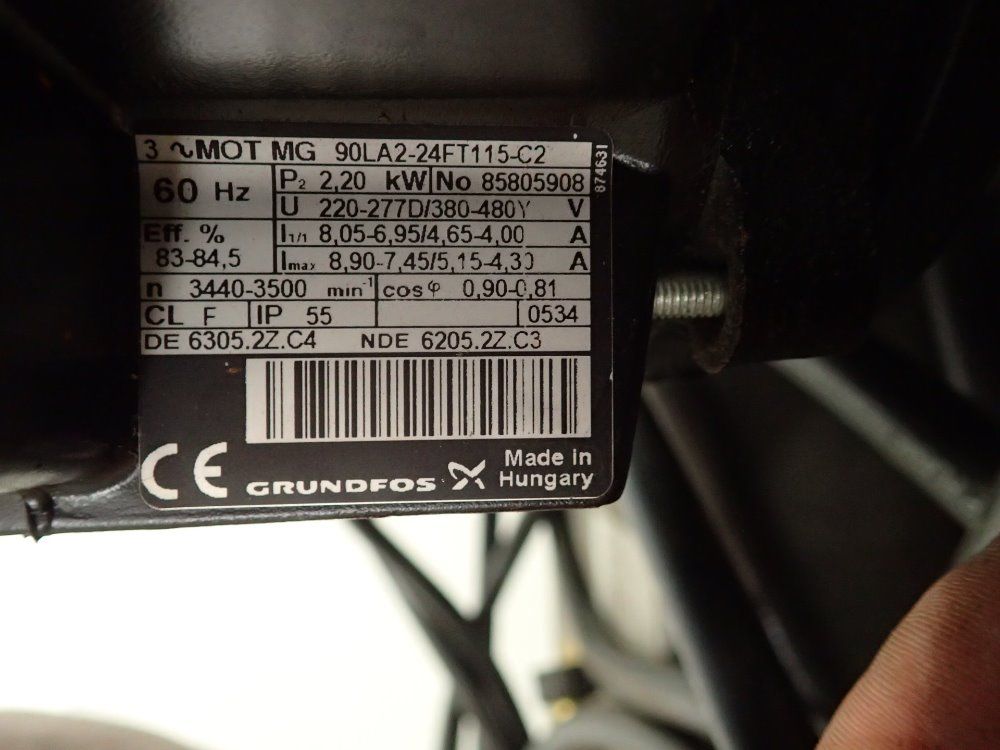 3 ∿MOT MG 90LA2-24FT115-C2
874631
60 Hz
P₂ 2,20 kW No 85805908
U 220-277D/380-480Y V
Eff. %
83-84,5
I₁/₁ 8,05-6,95/4,65-4,00 A
Iₘₐₓ 8,90-7,45/5,15-4,30 A
n 3440-3500 min⁻¹ cos φ 0,90-0,81
CL F IP 55 0534
DE 6305.2Z.C4 NDE 6205.2Z.C3
CE GRUNDFOS Made in
Hungary